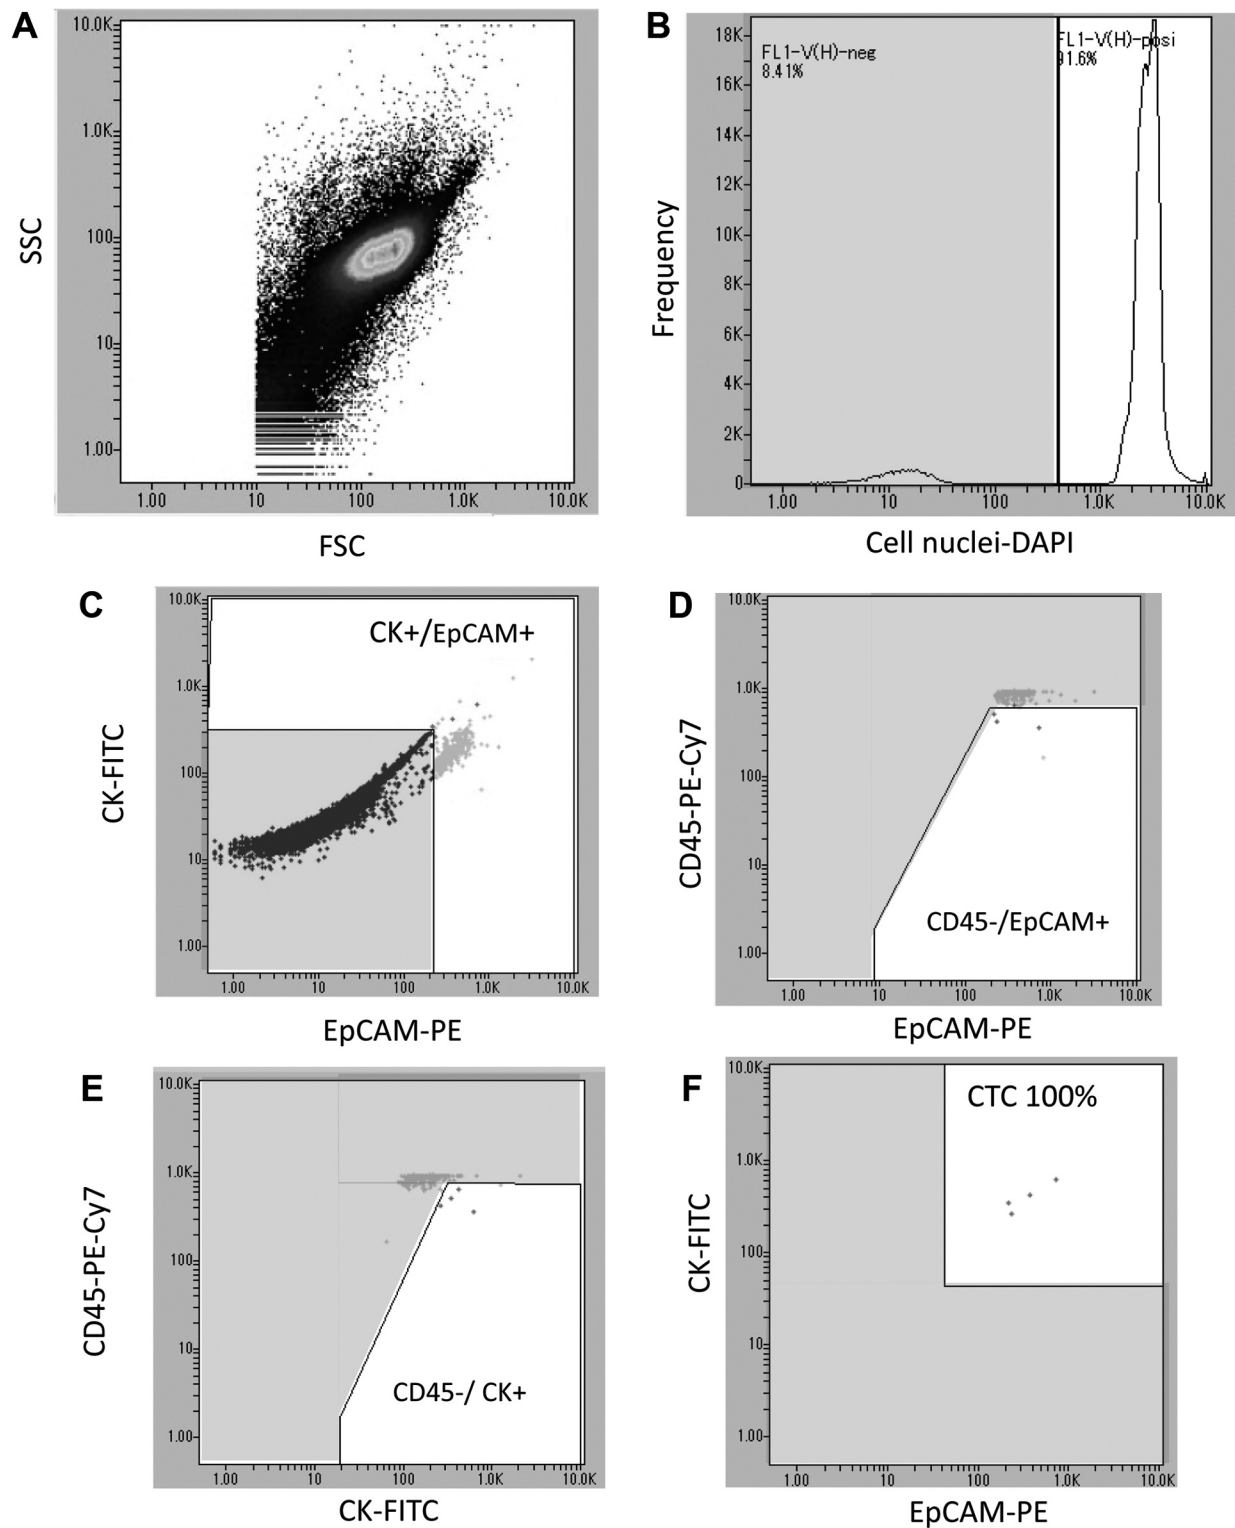 A
10.0K
1.0K
100
10
1.00
SSC
1.00 10 100 1.0K 10.0K
FSC
B
18K
16K
14K
12K
10K
8K
6K
4K
2K
0
FL1-V(H)-neg
8.41%
FL1-V(H)-posi
91.6%
Frequency
1.00 10 100 1.0K 10.0K
Cell nuclei-DAPI
C
10.0K
1.0K
100
10
1.00
CK+/EpCAM+
CK-FITC
1.00 10 100 1.0K 10.0K
EpCAM-PE
D
10.0K
1.0K
100
10
1.00
CD45-PE-Cy7
CD45-/EpCAM+
1.00 10 100 1.0K 10.0K
EpCAM-PE
E
10.0K
1.0K
100
10
1.00
CD45-PE-Cy7
CD45-/ CK+
1.00 10 100 1.0K 10.0K
CK-FITC
F
10.0K
1.0K
100
10
1.00
CTC 100%
CK-FITC
1.00 10 100 1.0K 10.0K
EpCAM-PE